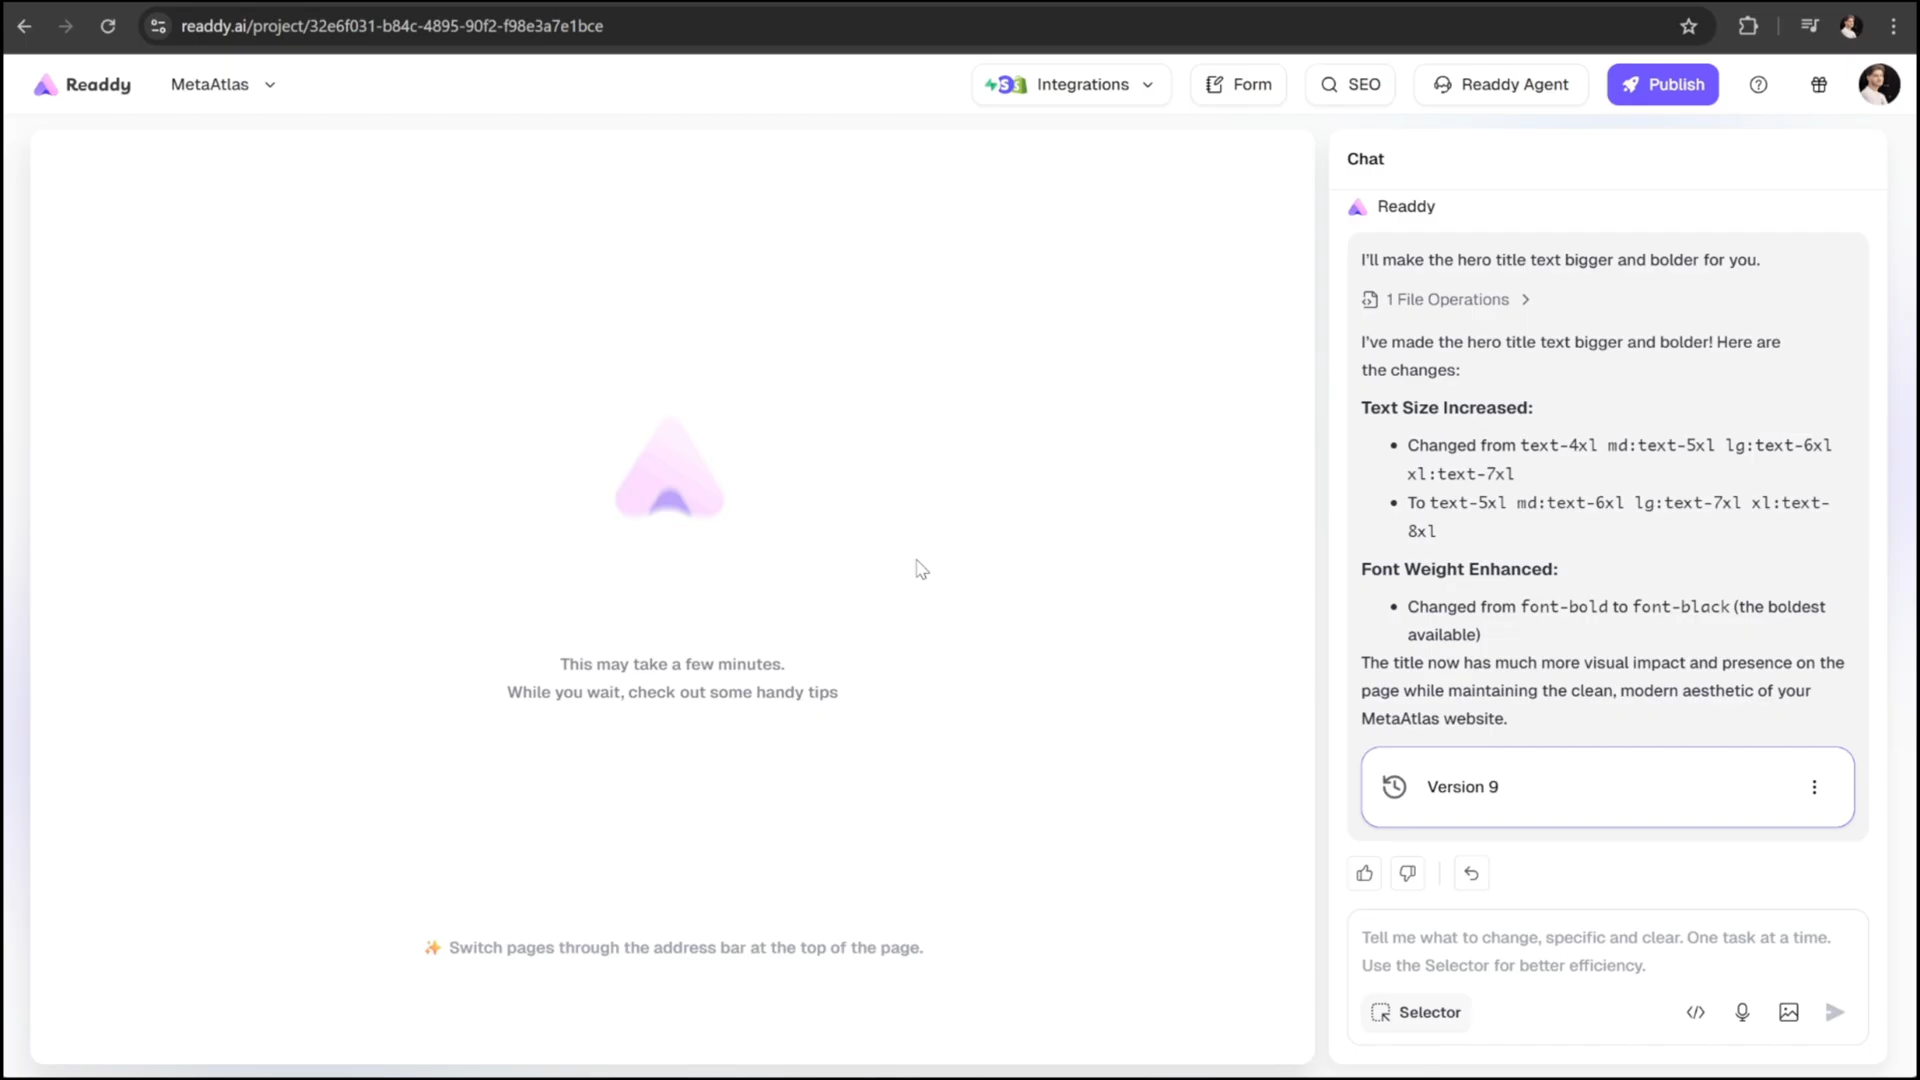 readdy.ai/project/32e6f031-b84c-4895-90f2-f98e3a7e1bce
Readdy
MetaAtlas
Integrations
Form
SEO
Readdy Agent
Publish
This may take a few minutes.
While you wait, check out some handy tips
✨ Switch pages through the address bar at the top of the page.
Chat
Readdy
I'll make the hero title text bigger and bolder for you.
1 File Operations
I've made the hero title text bigger and bolder! Here are
the changes:
Text Size Increased:
• Changed from text-4xl md:text-5xl lg:text-6xl
xl:text-7xl
• To text-5xl md:text-6xl lg:text-7xl xl:text-
8xl
Font Weight Enhanced:
• Changed from font-bold to font-black (the boldest
available)
The title now has much more visual impact and presence on the
page while maintaining the clean, modern aesthetic of your
MetaAtlas website.
Version 9
Tell me what to change, specific and clear. One task at a time.
Use the Selector for better efficiency.
Selector